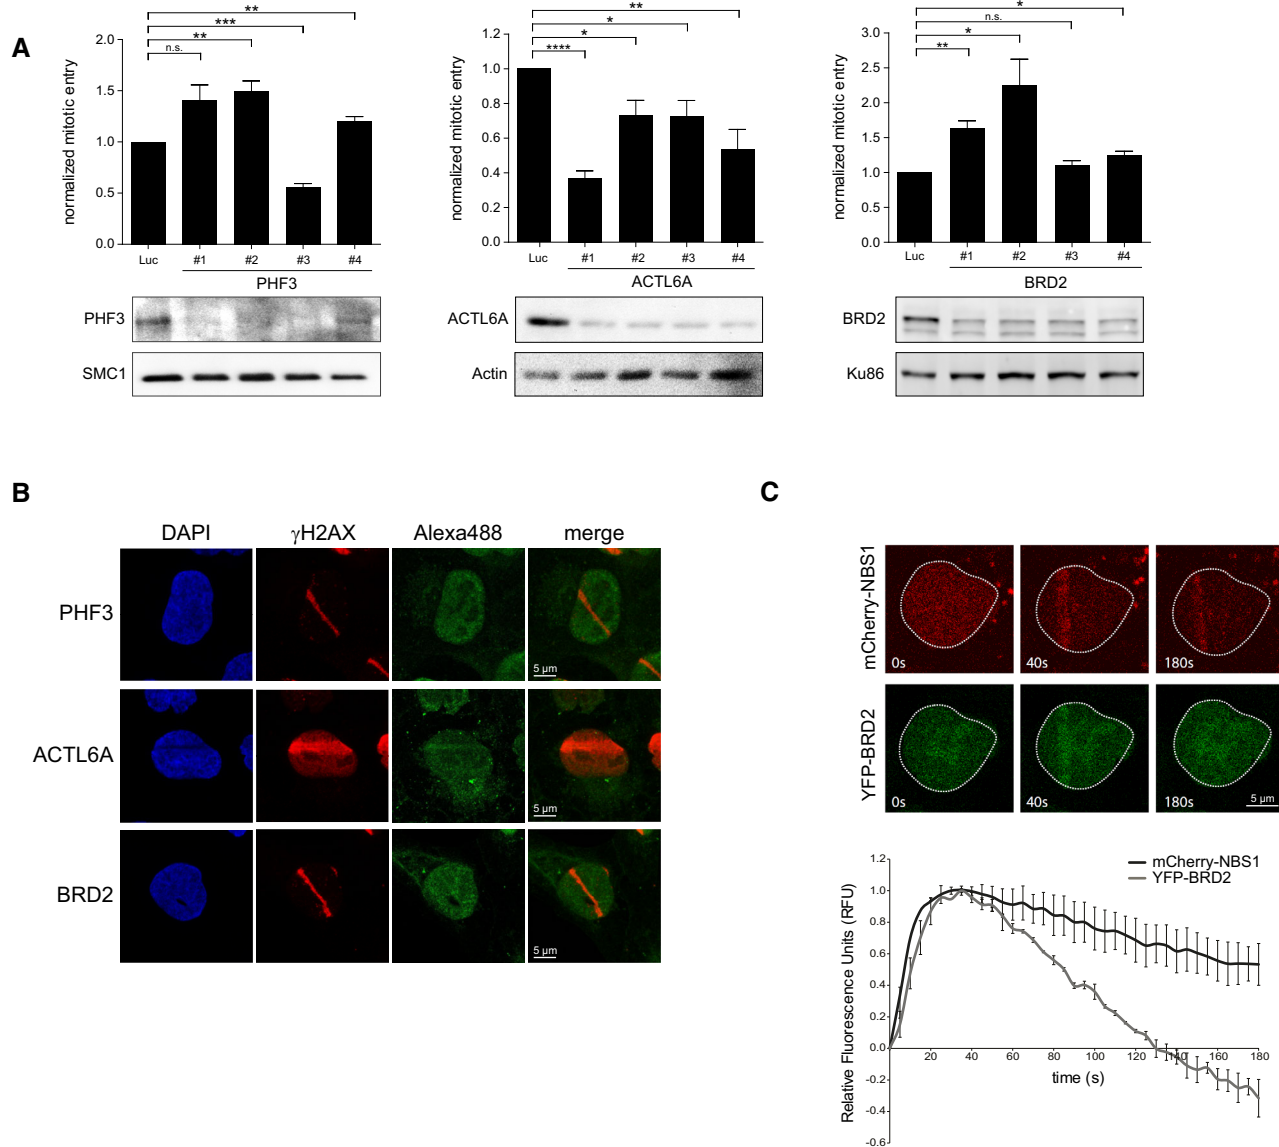 A
**
***
**
n.s.
2.0
1.5
1.0
0.5
0.0
normalized mitotic entry
Luc #1 #2 #3 #4
PHF3
PHF3
SMC1
**
*
*
****
1.2
1.0
0.8
0.6
0.4
0.2
0.0
normalized mitotic entry
Luc #1 #2 #3 #4
ACTL6A
ACTL6A
Actin
*
n.s.
*
**
3.0
2.5
2.0
1.5
1.0
0.5
0.0
normalized mitotic entry
Luc #1 #2 #3 #4
BRD2
BRD2
Ku86
B
DAPI γH2AX Alexa488 merge
PHF3
5 µm
ACTL6A
5 µm
BRD2
5 µm
C
mCherry-NBS1
0s 40s 180s
YFP-BRD2
0s 40s 180s
5 µm
mCherry-NBS1
YFP-BRD2
1.2
1.0
0.8
0.6
0.4
0.2
0.0
-0.2
-0.4
-0.6
Relative Fluorescence Units (RFU)
20 40 60 80 100 120 140 160 180
time (s)